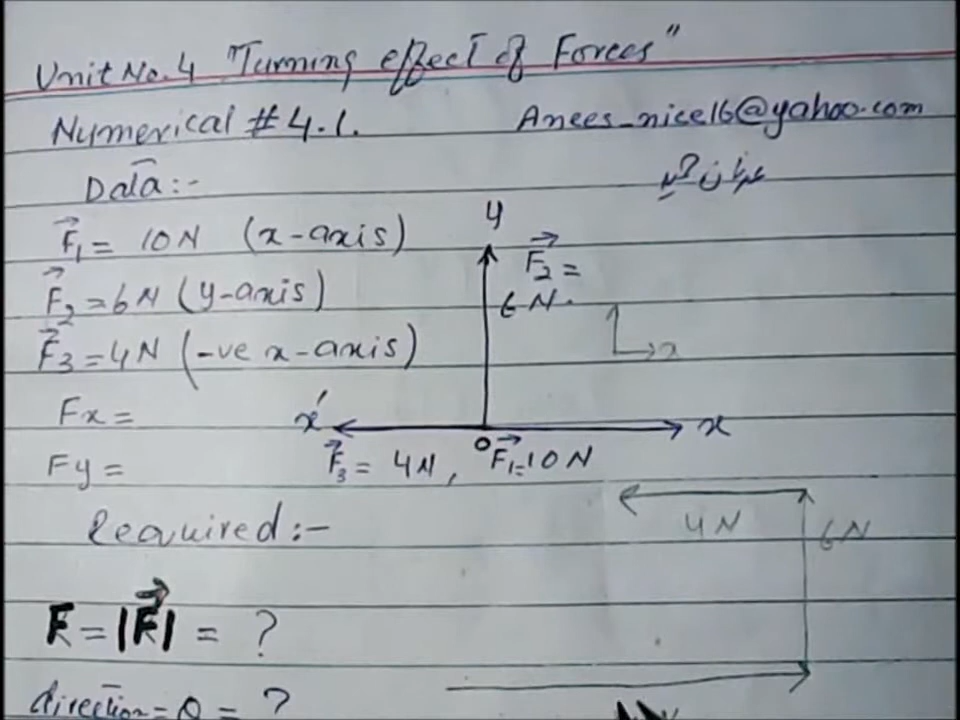 Unit No. 4 "Turning effect of Forces"
Numerical # 4.1. Anees_nice16@yahoo.com
Data:-
F₁ = 10N (x-axis)
F₂ = 6N (y-axis)
F₃ = 4N (-ve x-axis)
Fx =
Fy =
y
F₂ =
6N.
x
x' x
O
F₃ = 4N, F₁=10N
4N 6N
Required:-
F = |F| = ?
direction = θ = ?